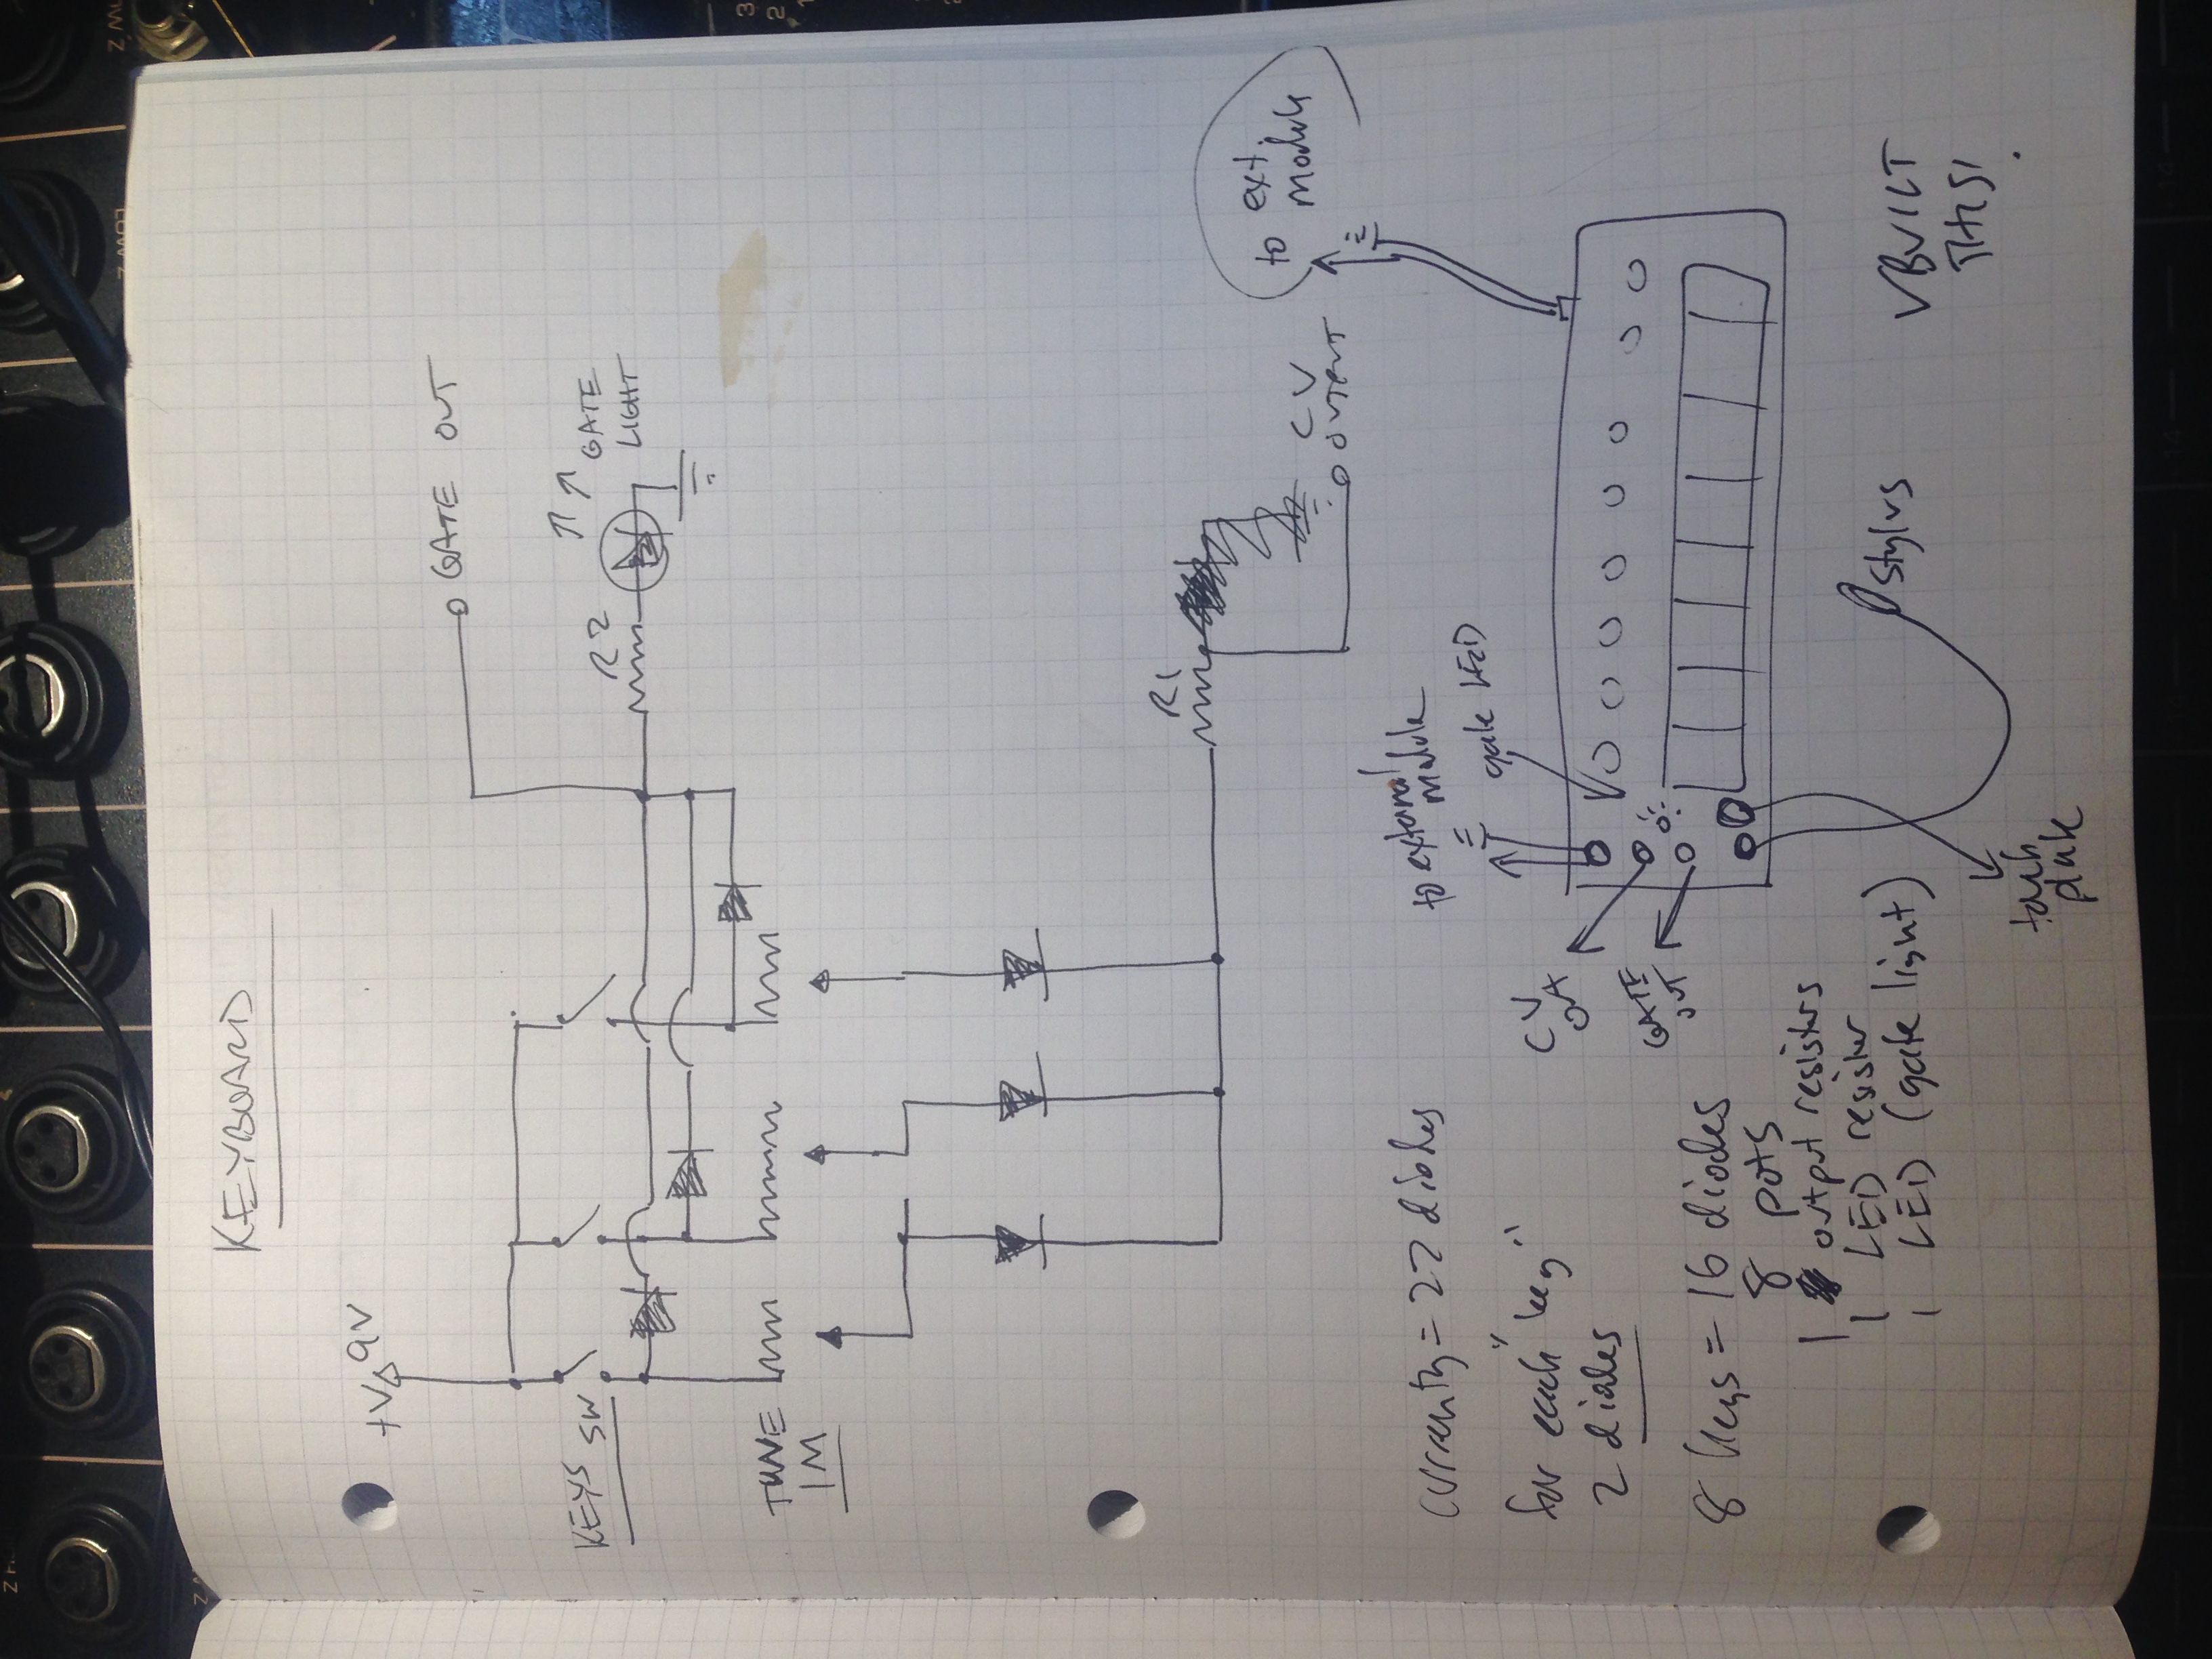 KEYBOARD
+V 9V
GATE OUT
KEYS SW
R2
GATE
LIGHT
TUNE
1M
R1
CV
OUTPUT
to ext.
module
currently = 22 diodes
for each "key"
2 diodes
8 keys = 16 diodes
8 pots
1 output resistors
1 LED resistor
1 LED (gate light)
to external
module
gate LED
CV
OUT
GATE
OUT
stylus
touch
plate
LOW Z